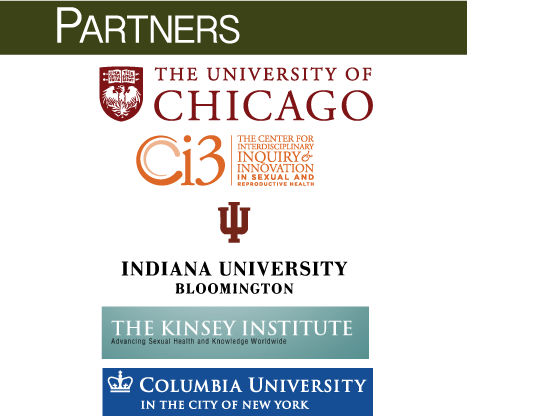 PARTNERS
THE UNIVERSITY OF
CHICAGO
Ci3
THE CENTER FOR
INTERDISCIPLINARY
INQUIRY &
INNOVATION
IN SEXUAL AND
REPRODUCTIVE HEALTH
INDIANA UNIVERSITY
BLOOMINGTON
THE KINSEY INSTITUTE
Advancing Sexual Health and Knowledge Worldwide
COLUMBIA UNIVERSITY
IN THE CITY OF NEW YORK